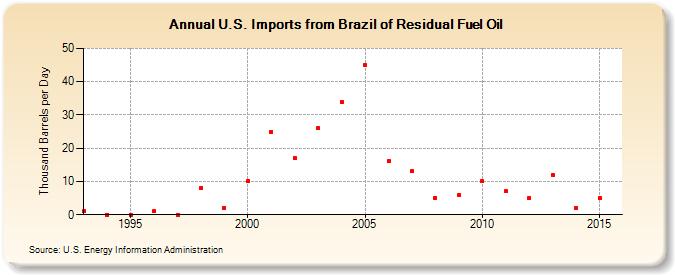 Annual U.S. Imports from Brazil of Residual Fuel Oil
Thousand Barrels per Day
50
40
30
20
10
0
1995 2000 2005 2010 2015
Source: U.S. Energy Information Administration